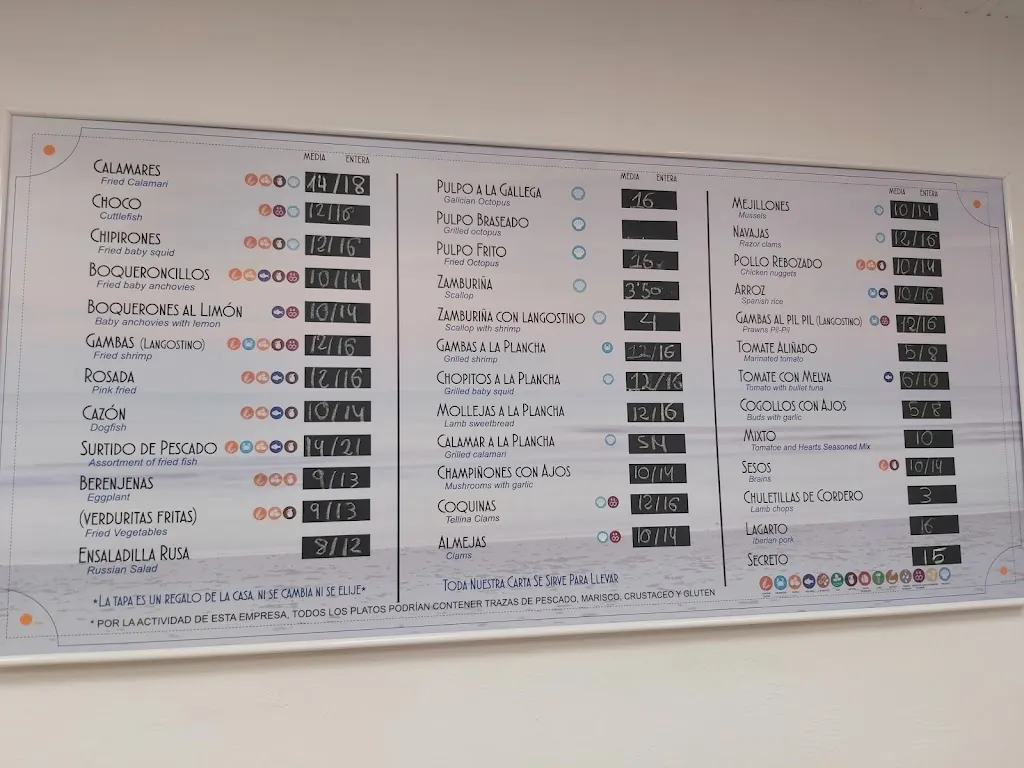 MEDIA ENTERA
CALAMARES 14/18
Fried Calamari
CHOCO 12/16
Cuttlefish
CHIPIRONES 12/16
Fried baby squid
BOQUERONCILLOS 10/14
Fried baby anchovies
BOQUERONES AL LIMÓN 10/14
Baby anchovies with lemon
GAMBAS (LANGOSTINO) 12/16
Fried shrimp
ROSADA 12/16
Pink fried
CAZÓN 10/14
Dogfish
SURTIDO DE PESCADO 14/21
Assortment of fried fish
BERENJENAS 9/13
Eggplant
(VERDURITAS FRITAS) 9/13
Fried Vegetables
ENSALADILLA RUSA 8/12
Russian Salad
*LA TAPA ES UN REGALO DE LA CASA, NI SE CAMBIA NI SE ELIJE*
MEDIA ENTERA
PULPO A LA GALLEGA 16
Galician Octopus
PULPO BRASEADO
Grilled octopus
PULPO FRITO 16
Fried Octopus
ZAMBURIÑA 3'50
Scallop
ZAMBURIÑA CON LANGOSTINO 4
Scallop with shrimp
GAMBAS A LA PLANCHA 12/16
Grilled shrimp
CHOPITOS A LA PLANCHA 12/16
Grilled baby squid
MOLLEJAS A LA PLANCHA 12/16
Lamb sweetbread
CALAMAR A LA PLANCHA SM
Grilled calamari
CHAMPIÑONES CON AJOS 10/14
Mushrooms with garlic
COQUINAS 12/16
Tellina Clams
ALMEJAS 10/14
Clams
TODA NUESTRA CARTA SE SIRVE PARA LLEVAR
MEDIA ENTERA
MEJILLONES 10/14
Mussels
NAVAJAS 12/16
Razor clams
POLLO REBOZADO 10/14
Chicken nuggets
ARROZ 10/16
Spanish rice
GAMBAS AL PIL PIL (LANGOSTINO) 12/16
Prawns Pil-Pil
TOMATE ALIÑADO 5/8
Marinated tomato
TOMATE CON MELVA 6/10
Tomato with bullet tuna
COGOLLOS CON AJOS 5/8
Buds with garlic
MIXTO 10
Tomatoe and Hearts Seasoned Mix
SESOS 10/14
Brains
CHULETILLAS DE CORDERO 3
Lamb chops
LAGARTO 16
Iberian pork
SECRETO 15
* POR LA ACTIVIDAD DE ESTA EMPRESA, TODOS LOS PLATOS PODRÍAN CONTENER TRAZAS DE PESCADO, MARISCO, CRUSTACEO Y GLUTEN